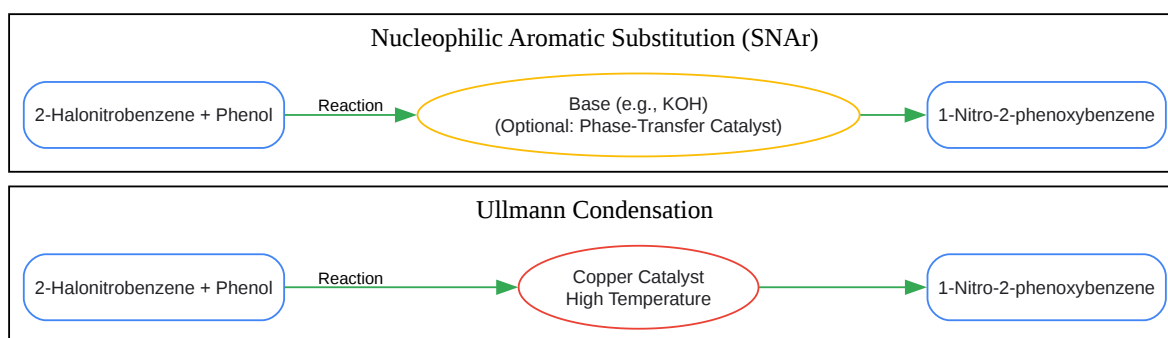 Nucleophilic Aromatic Substitution (SNAr)
2-Halonitrobenzene + Phenol
Reaction
Base (e.g., KOH)
(Optional: Phase-Transfer Catalyst)
1-Nitro-2-phenoxybenzene
Ullmann Condensation
2-Halonitrobenzene + Phenol
Reaction
Copper Catalyst
High Temperature
1-Nitro-2-phenoxybenzene